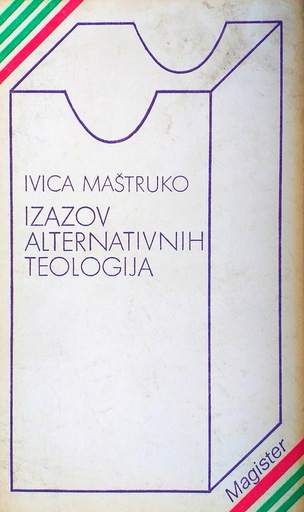 IVICA MAŠTRUKO
IZAZOV
ALTERNATIVNIH
TEOLOGIJA
Magister